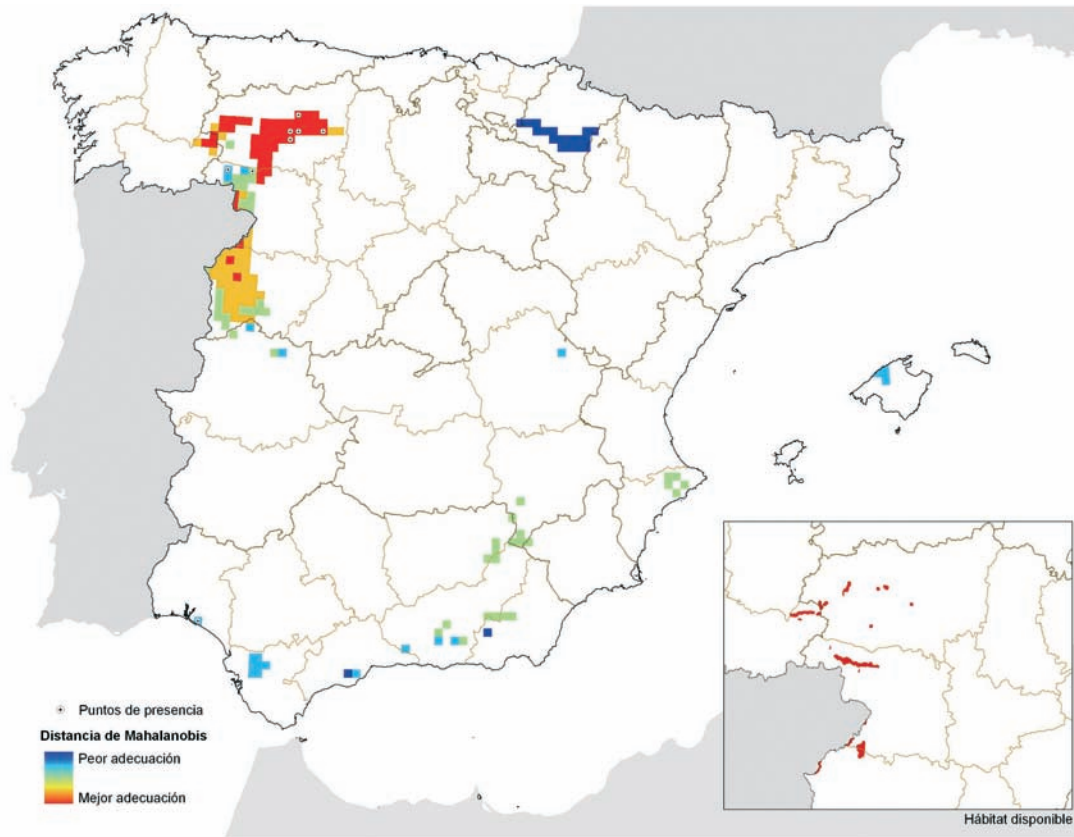 Puntos de presencia
Distancia de Mahalanobis
Peor adecuación
Mejor adecuación
Hábitat disponible